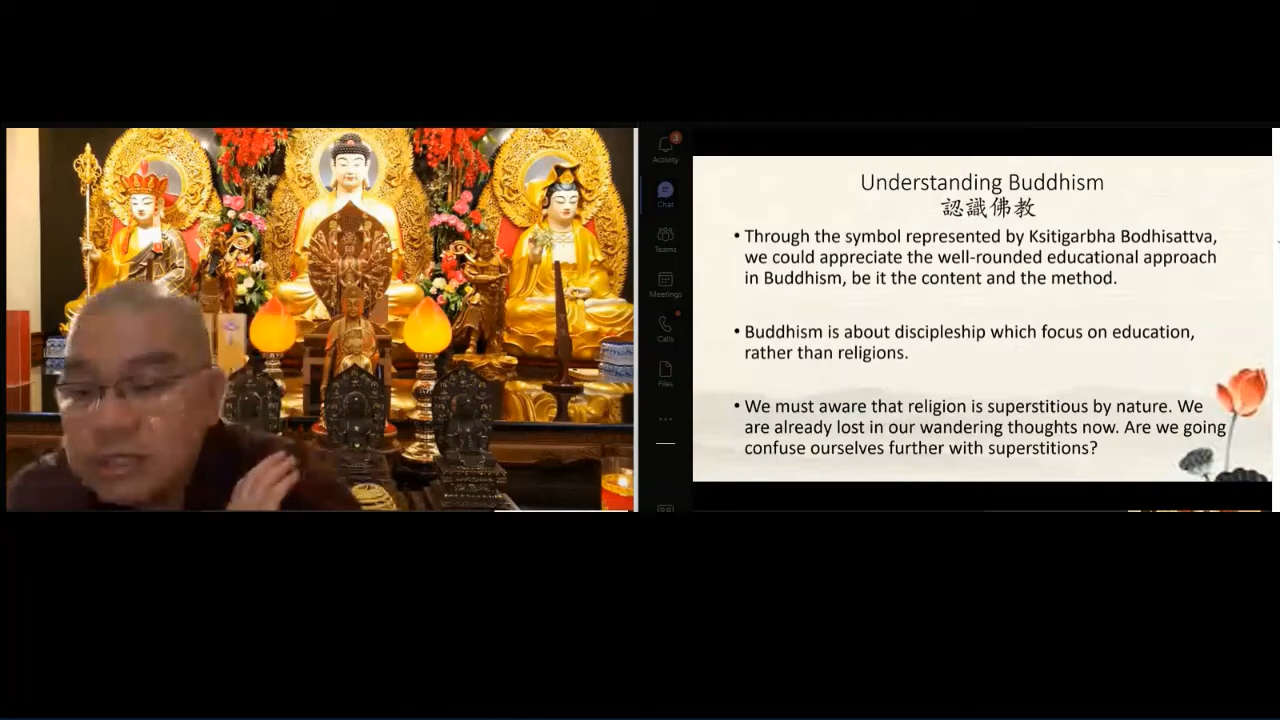 Activity
3
Chat
Teams
Meetings
Calls
Files
Understanding Buddhism
認識佛教
• Through the symbol represented by Ksitigarbha Bodhisattva,
we could appreciate the well-rounded educational approach
in Buddhism, be it the content and the method.
• Buddhism is about discipleship which focus on education,
rather than religions.
• We must aware that religion is superstitious by nature. We
are already lost in our wandering thoughts now. Are we going
confuse ourselves further with superstitions?